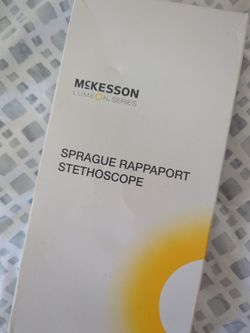 McKESSON
LUMEON SERIES
SPRAGUE RAPPAPORT
STETHOSCOPE